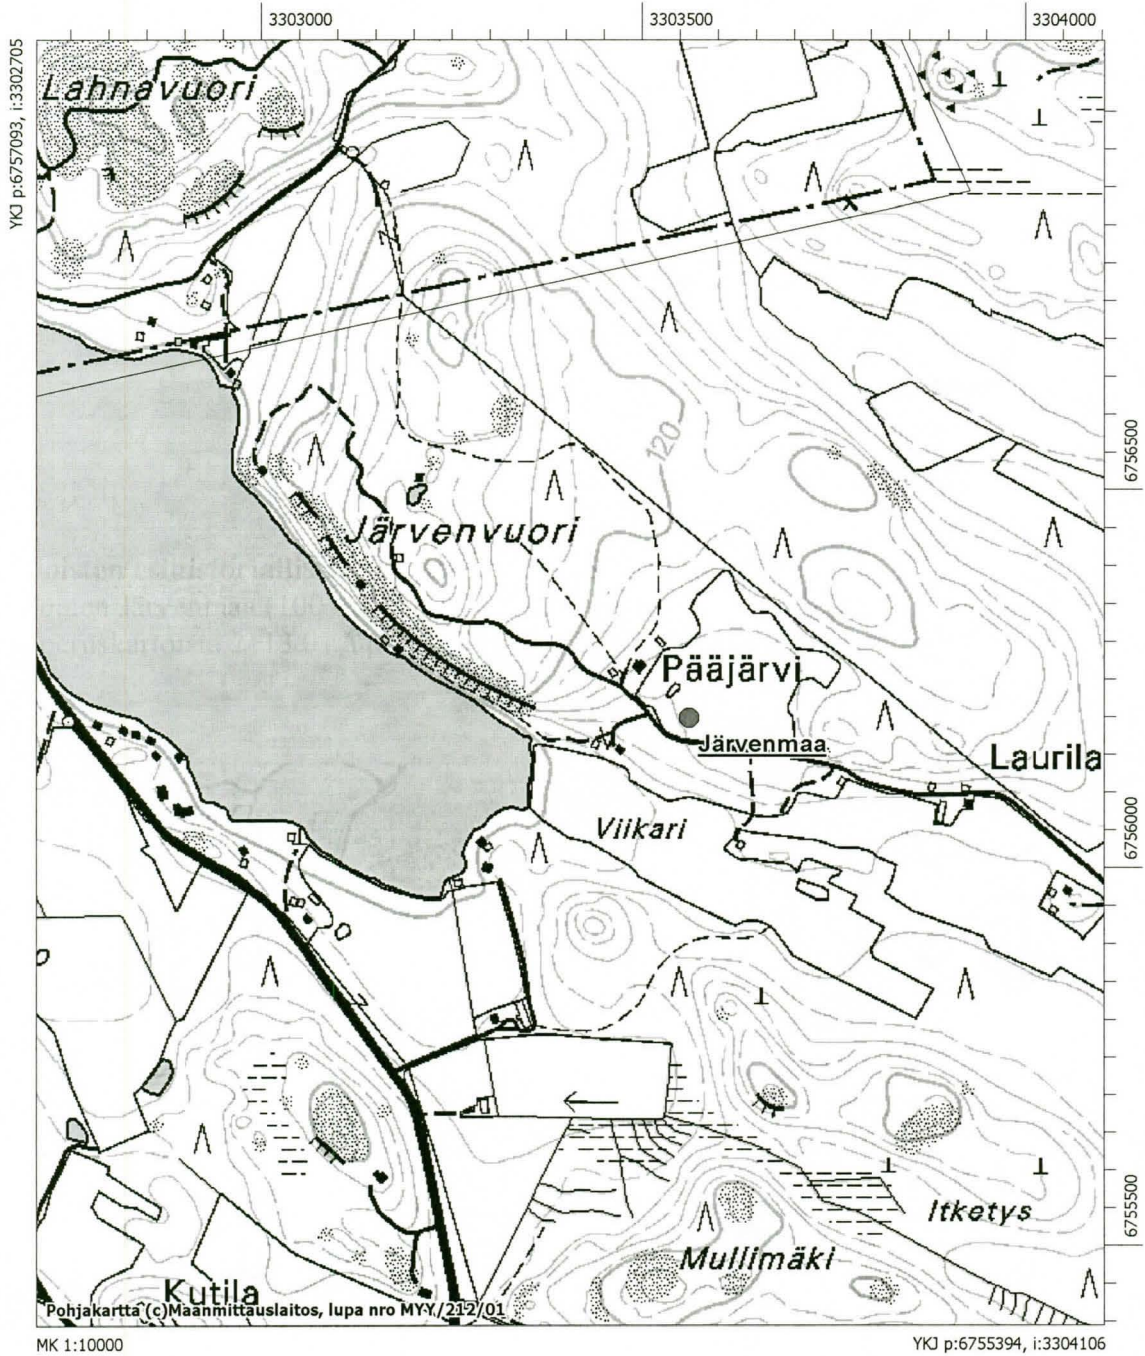 3303000
3303500
3304000
YKJ p:6757093, i:3302705
Lahnavuori
120
6756500
Järvenvuori
Pääjärvi
Järvenmaa
Laurila
Viikari
6756000
Itketys
Mullimäki
6755500
Kutila
Pohjakartta (c)Maanmittauslaitos, lupa nro MYY/212/01
MK 1:10000
YKJ p:6755394, i:3304106